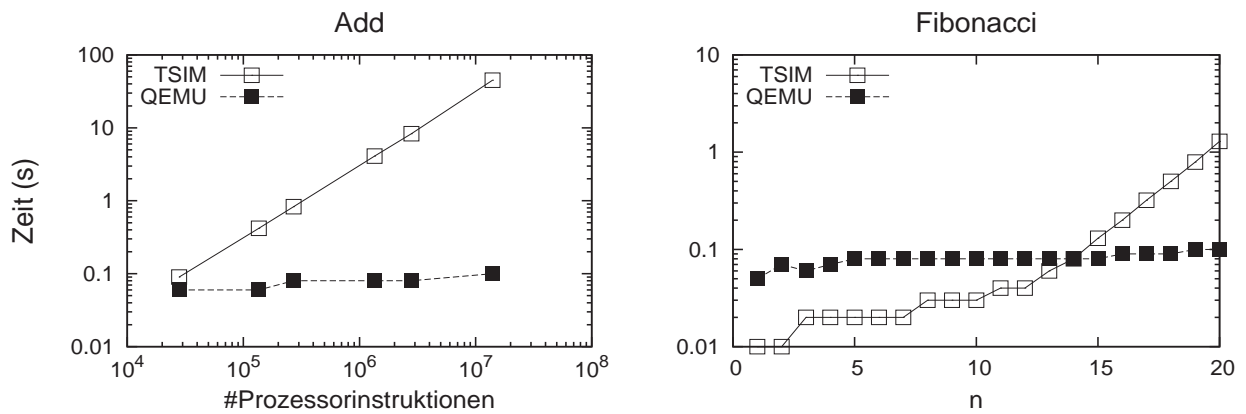 Add
Zeit (s)
100
10
1
0.1
0.01
TSIM
QEMU
10⁴ 10⁵ 10⁶ 10⁷ 10⁸
#Prozessorinstruktionen
Fibonacci
10
1
0.1
0.01
TSIM
QEMU
0 5 10 15 20
n